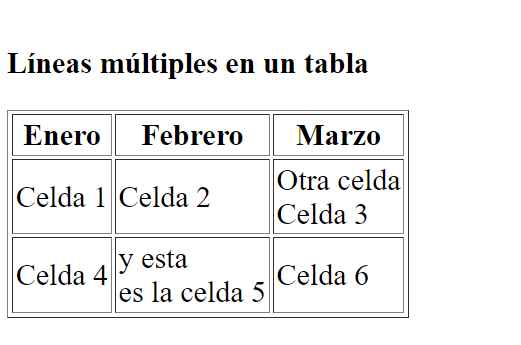 Líneas múltiples en un tabla
Enero Febrero Marzo
Celda 1 Celda 2 Otra celda
Celda 3
Celda 4 y esta
es la celda 5 Celda 6